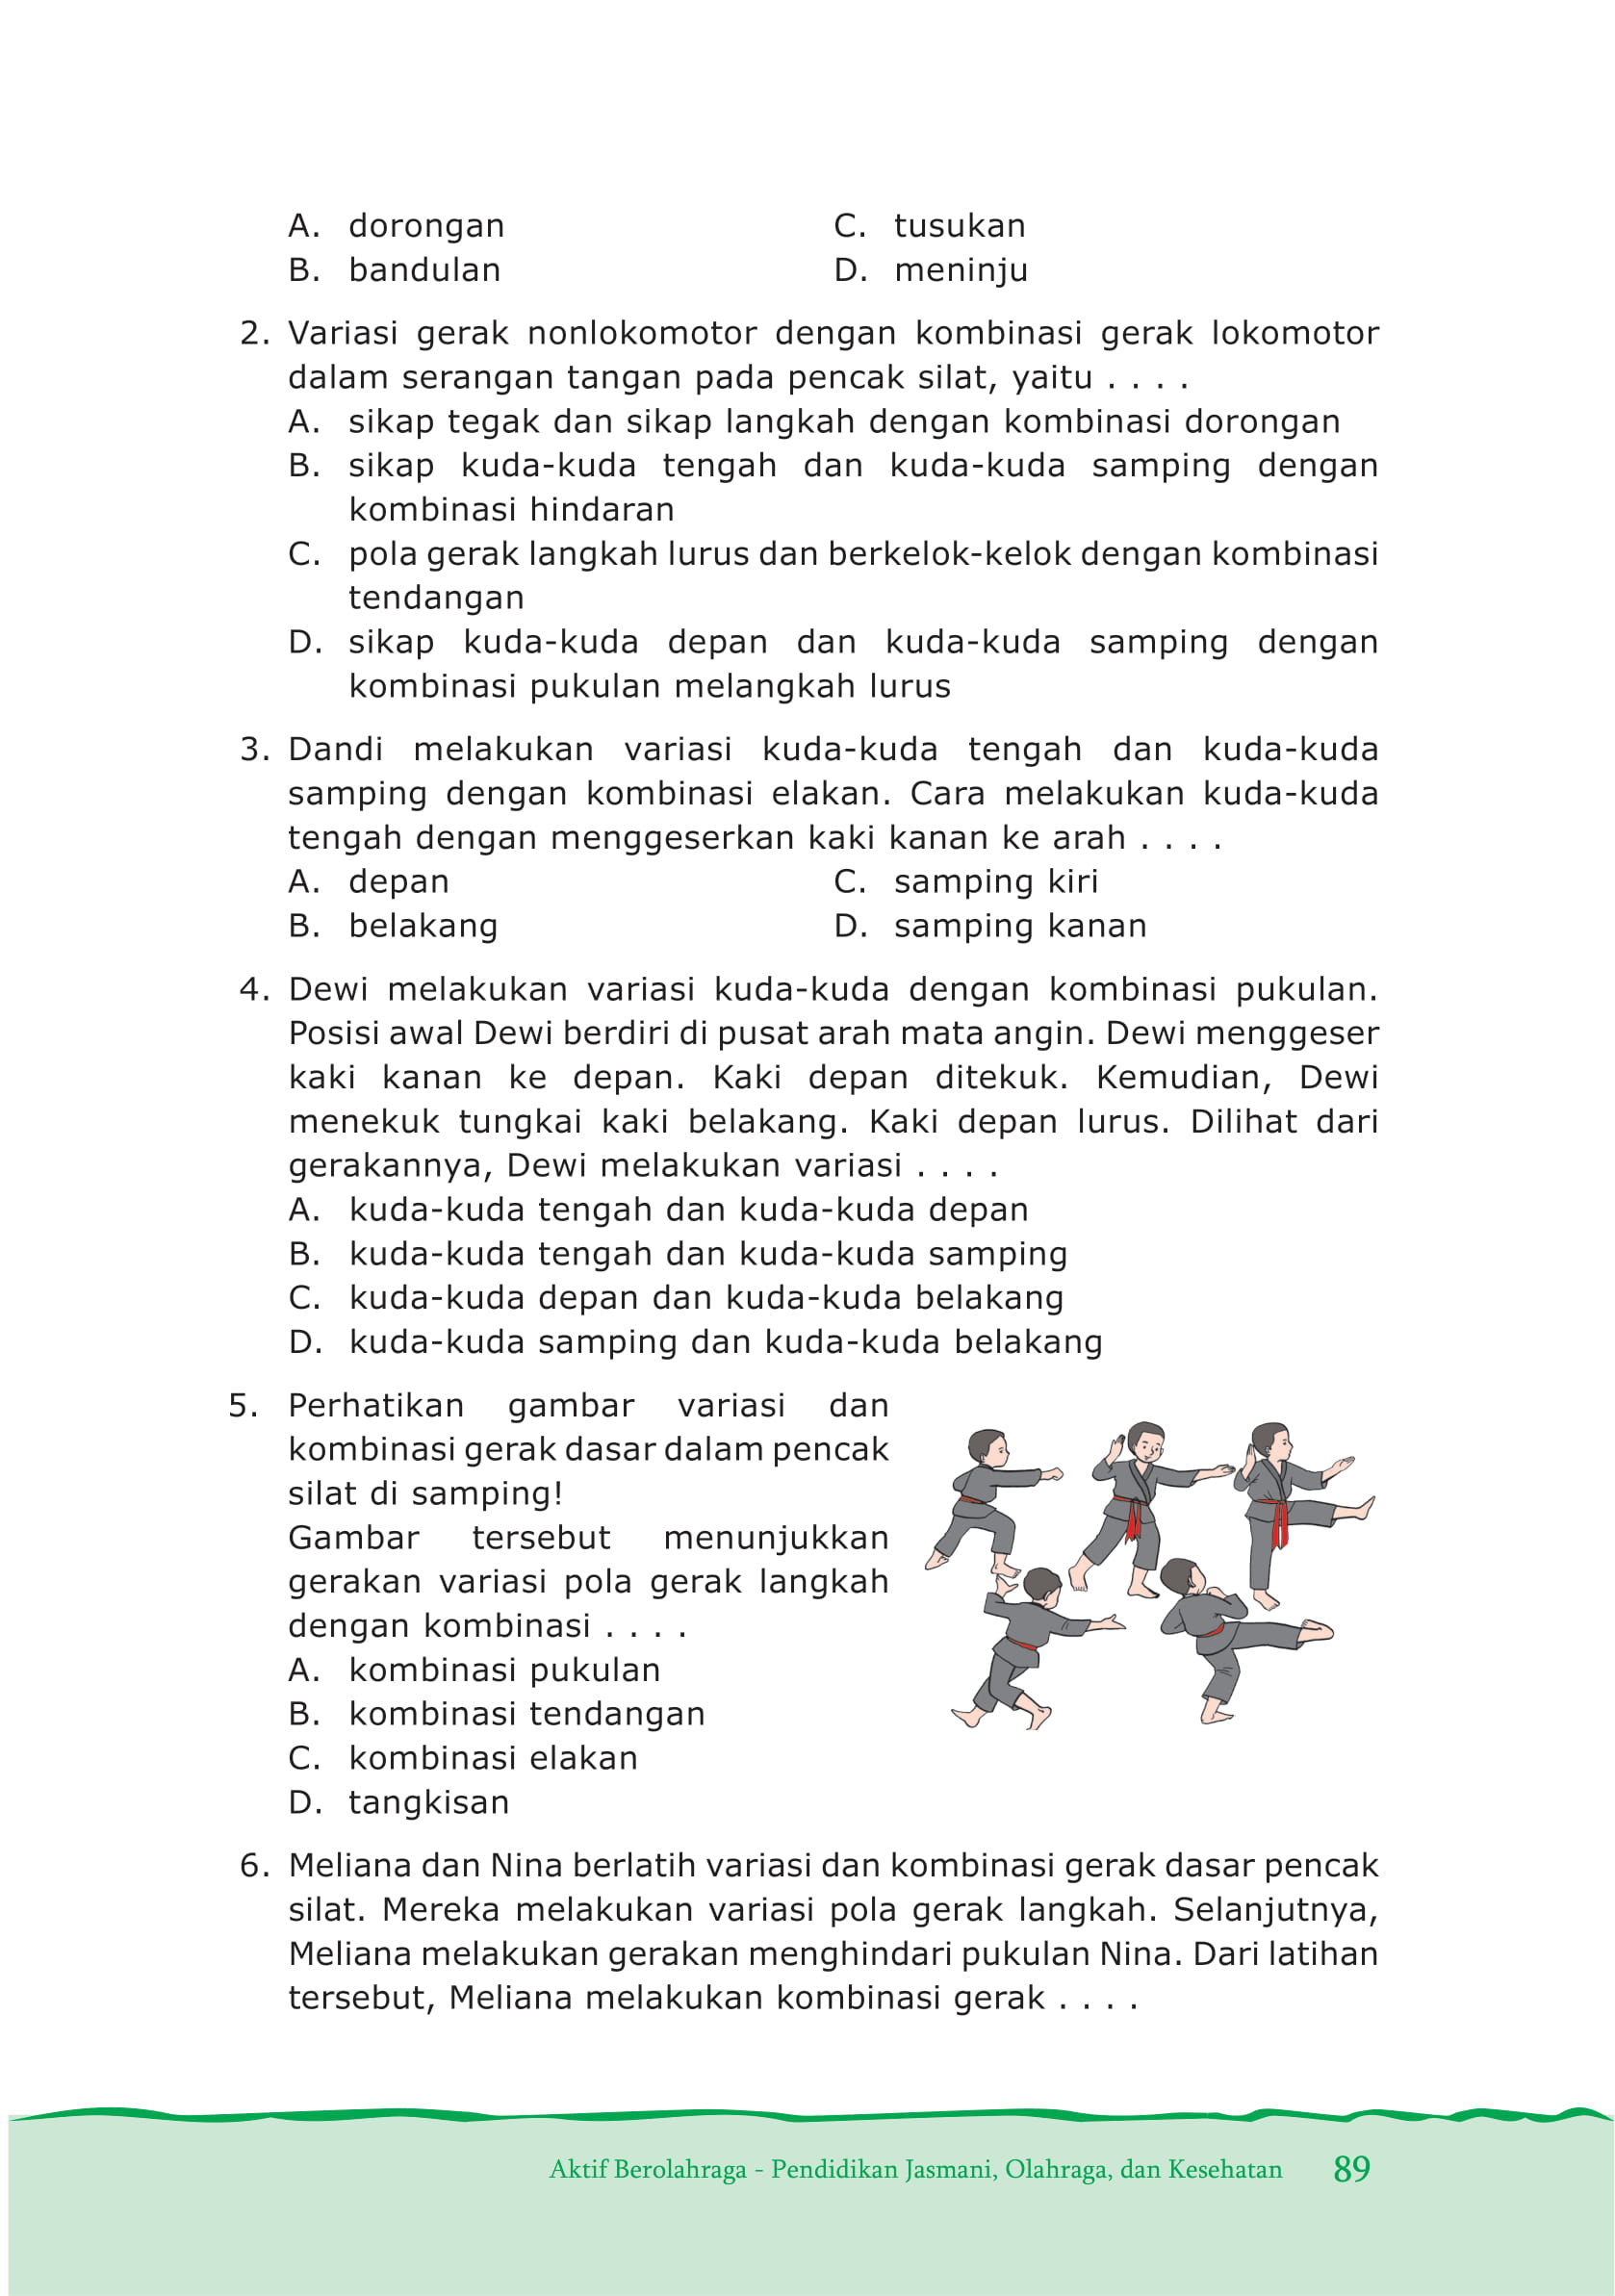 A. dorongan
C. tusukan
B. bandulan
D. meninju
2. Variasi gerak nonlokomotor dengan kombinasi gerak lokomotor
dalam serangan tangan pada pencak silat, yaitu . . . .
A. sikap tegak dan sikap langkah dengan kombinasi dorongan
B. sikap kuda-kuda tengah dan kuda-kuda samping dengan
kombinasi hindaran
C. pola gerak langkah lurus dan berkelok-kelok dengan kombinasi
tendangan
D. sikap kuda-kuda depan dan kuda-kuda samping dengan
kombinasi pukulan melangkah lurus
3. Dandi melakukan variasi kuda-kuda tengah dan kuda-kuda
samping dengan kombinasi elakan. Cara melakukan kuda-kuda
tengah dengan menggeserkan kaki kanan ke arah . . . .
A. depan
C. samping kiri
B. belakang
D. samping kanan
4. Dewi melakukan variasi kuda-kuda dengan kombinasi pukulan.
Posisi awal Dewi berdiri di pusat arah mata angin. Dewi menggeser
kaki kanan ke depan. Kaki depan ditekuk. Kemudian, Dewi
menekuk tungkai kaki belakang. Kaki depan lurus. Dilihat dari
gerakannya, Dewi melakukan variasi . . . .
A. kuda-kuda tengah dan kuda-kuda depan
B. kuda-kuda tengah dan kuda-kuda samping
C. kuda-kuda depan dan kuda-kuda belakang
D. kuda-kuda samping dan kuda-kuda belakang
5. Perhatikan gambar variasi dan
kombinasi gerak dasar dalam pencak
silat di samping!
Gambar tersebut menunjukkan
gerakan variasi pola gerak langkah
dengan kombinasi . . . .
A. kombinasi pukulan
B. kombinasi tendangan
C. kombinasi elakan
D. tangkisan
6. Meliana dan Nina berlatih variasi dan kombinasi gerak dasar pencak
silat. Mereka melakukan variasi pola gerak langkah. Selanjutnya,
Meliana melakukan gerakan menghindari pukulan Nina. Dari latihan
tersebut, Meliana melakukan kombinasi gerak . . . .
Aktif Berolahraga - Pendidikan Jasmani, Olahraga, dan Kesehatan 89